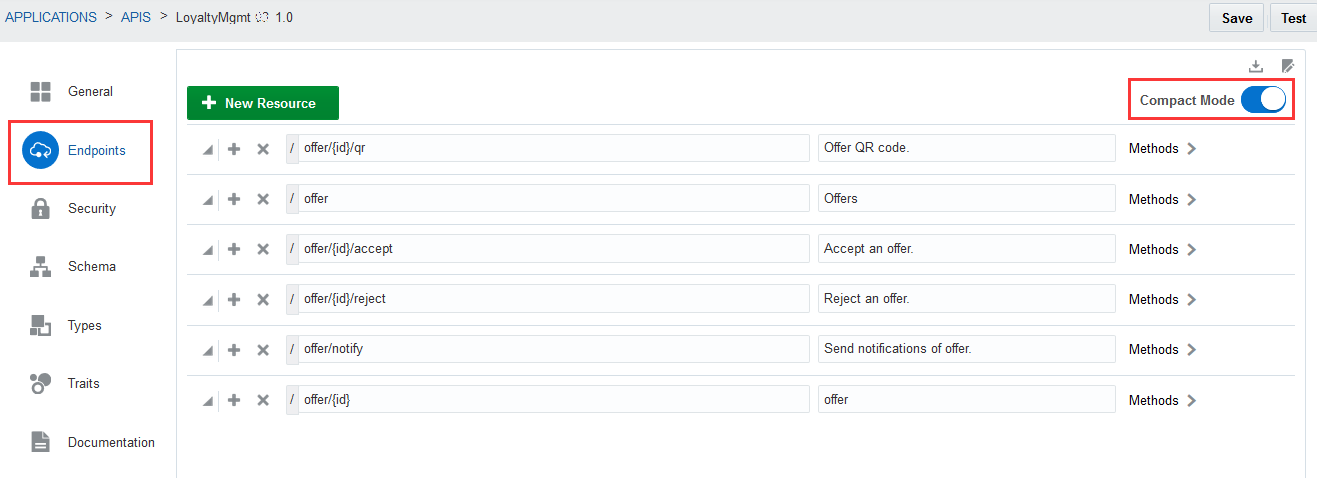 APPLICATIONS > APIS > LoyaltyMgmt 1.0 Save Test
General
Endpoints
Security
Schema
Types
Traits
Documentation
New Resource
Compact Mode
/ offer/{id}/qr Offer QR code. Methods
/ offer Offers Methods
/ offer/{id}/accept Accept an offer. Methods
/ offer/{id}/reject Reject an offer. Methods
/ offer/notify Send notifications of offer. Methods
/ offer/{id} offer Methods